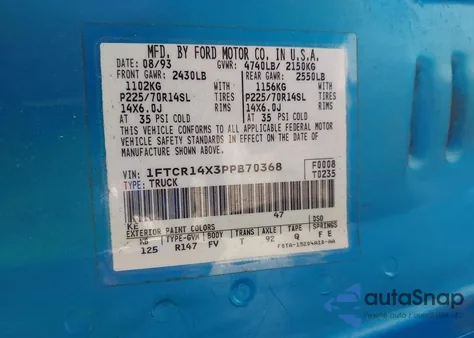 MFD. BY FORD MOTOR CO. IN U.S.A.
DATE: 08/93 GVWR: 4740LB/ 2150KG
FRONT GAWR: 2430LB REAR GAWR: 2550LB
1102KG WITH 1156KG WITH
P225/70R14SL TIRES P225/70R14SL TIRES
14X6.0J RIMS 14X6.0J RIMS
AT 35 PSI COLD AT 35 PSI COLD
THIS VEHICLE CONFORMS TO ALL APPLICABLE FEDERAL MOTOR
VEHICLE SAFETY STANDARDS IN EFFECT ON THE DATE OF
MANUFACTURE SHOWN ABOVE.
VIN: 1FTCR14X3PPB70368 F0008
TYPE: TRUCK T0235
KE 47 DSO
EXTERIOR PAINT COLORS
WB TYPE-GVW BODY TRANS AXLE TAPE SPRINGS
125 R147 FV T 92 Q F E
autoSnap